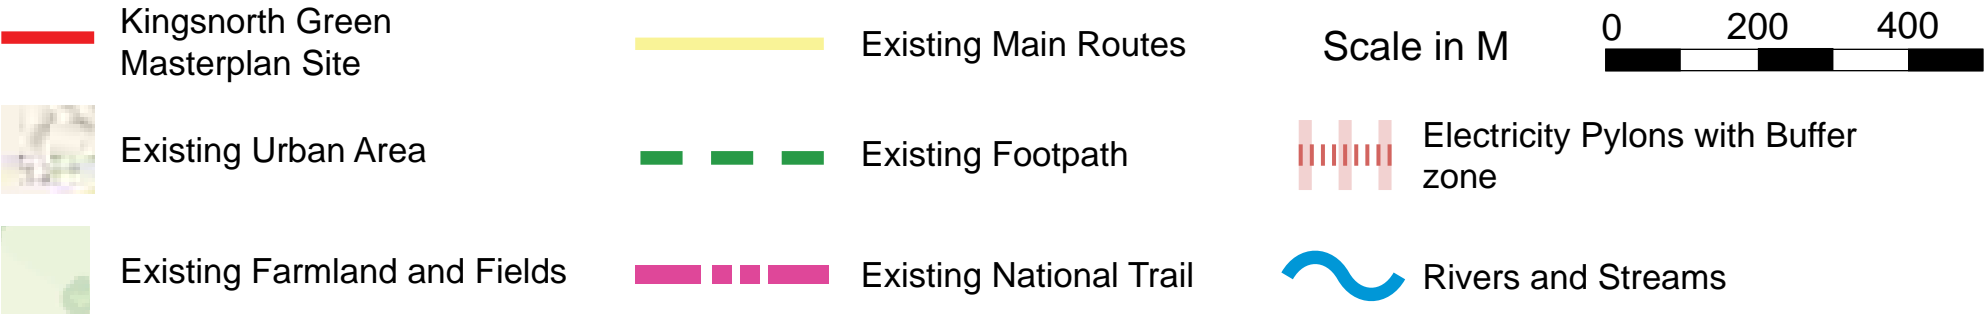 Kingsnorth Green
Masterplan Site
Existing Urban Area
Existing Farmland and Fields
Existing Main Routes
Existing Footpath
Existing National Trail
Scale in M
0 200 400
Electricity Pylons with Buffer
zone
Rivers and Streams